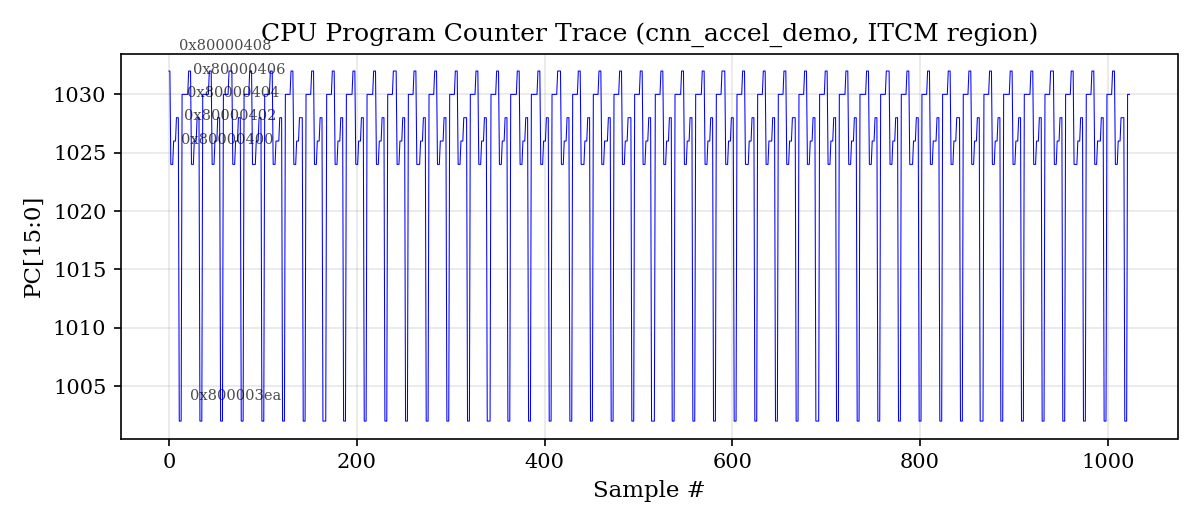 CPU Program Counter Trace (cnn_accel_demo, ITCM region)
0x80000408
0x80000406
0x80000404
0x80000402
0x80000400
0x800003ea
1030
1025
1020
1015
1010
1005
PC[15:0]
0 200 400 600 800 1000
Sample #